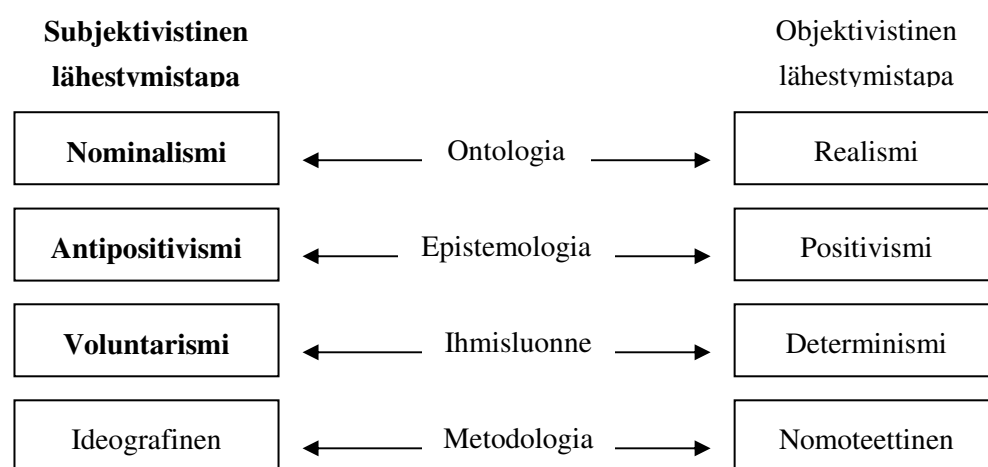 Subjektivistinen
lähestymistapa
Objektivistinen
lähestymistapa
Nominalismi
Ontologia
Realismi
Antipositivismi
Epistemologia
Positivismi
Voluntarismi
Ihmisluonne
Determinismi
Ideografinen
Metodologia
Nomoteettinen